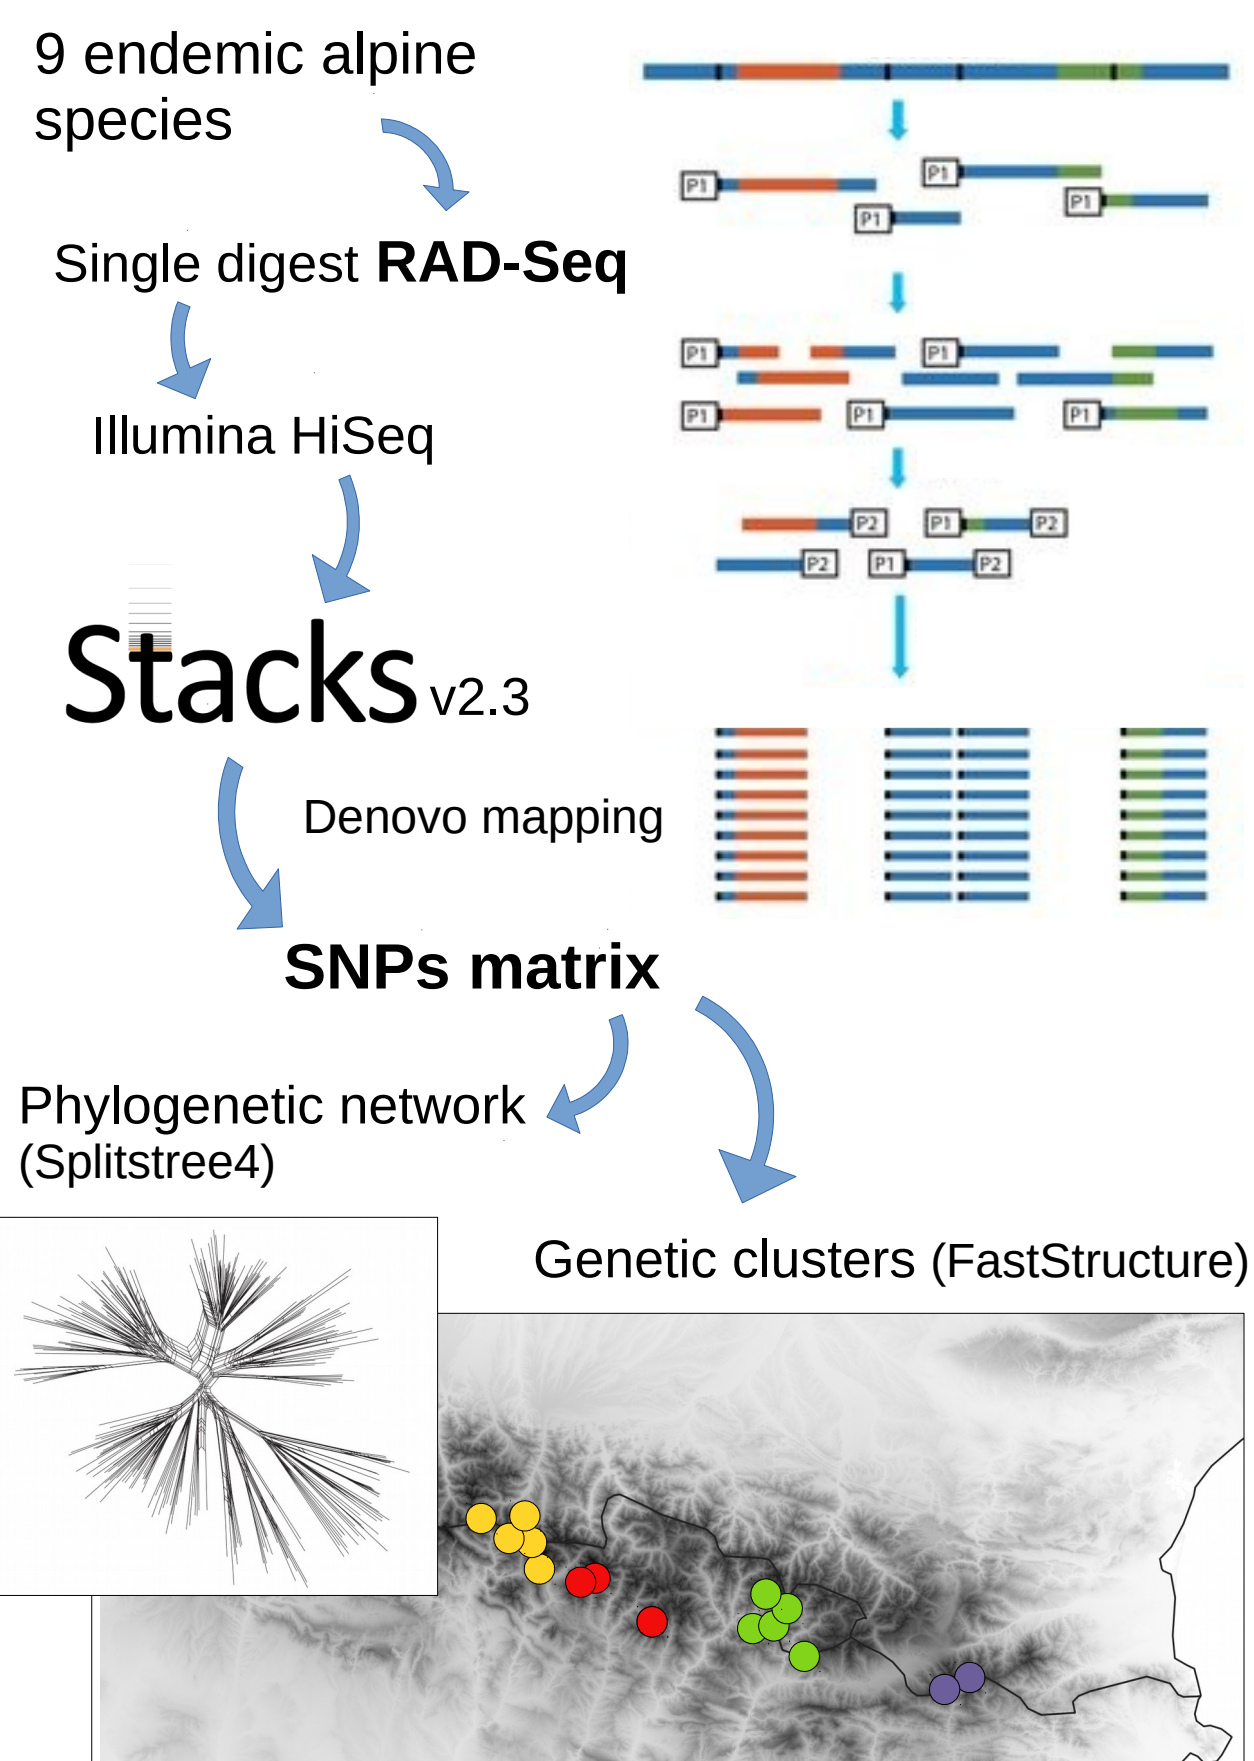 9 endemic alpine
species
Single digest RAD-Seq
Illumina HiSeq
Stacks v2.3
Denovo mapping
SNPs matrix
Phylogenetic network
(Splitstree4)
Genetic clusters (FastStructure)
P1
P1
P1
P1
P1
P1
P1
P1
P1
P2
P1
P2
P2
P1
P2